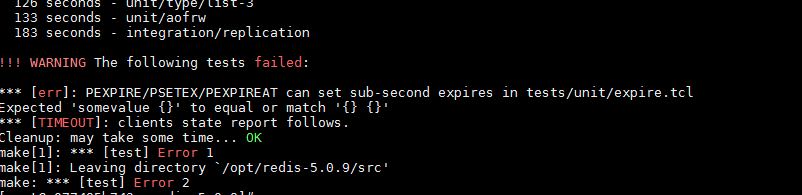 126 seconds - unit/type/list-3
133 seconds - unit/aofrw
183 seconds - integration/replication
!!! WARNING The following tests failed:
*** [err]: PEXPIRE/PSETEX/PEXPIREAT can set sub-second expires in tests/unit/expire.tcl
Expected 'somevalue {}' to equal or match '{} {}'
*** [TIMEOUT]: clients state report follows.
Cleanup: may take some time... OK
make[1]: *** [test] Error 1
make[1]: Leaving directory `/opt/redis-5.0.9/src'
make: *** [test] Error 2